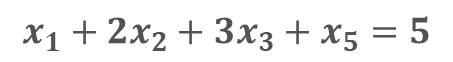 x₁ + 2x₂ + 3x₃ + x₅ = 5